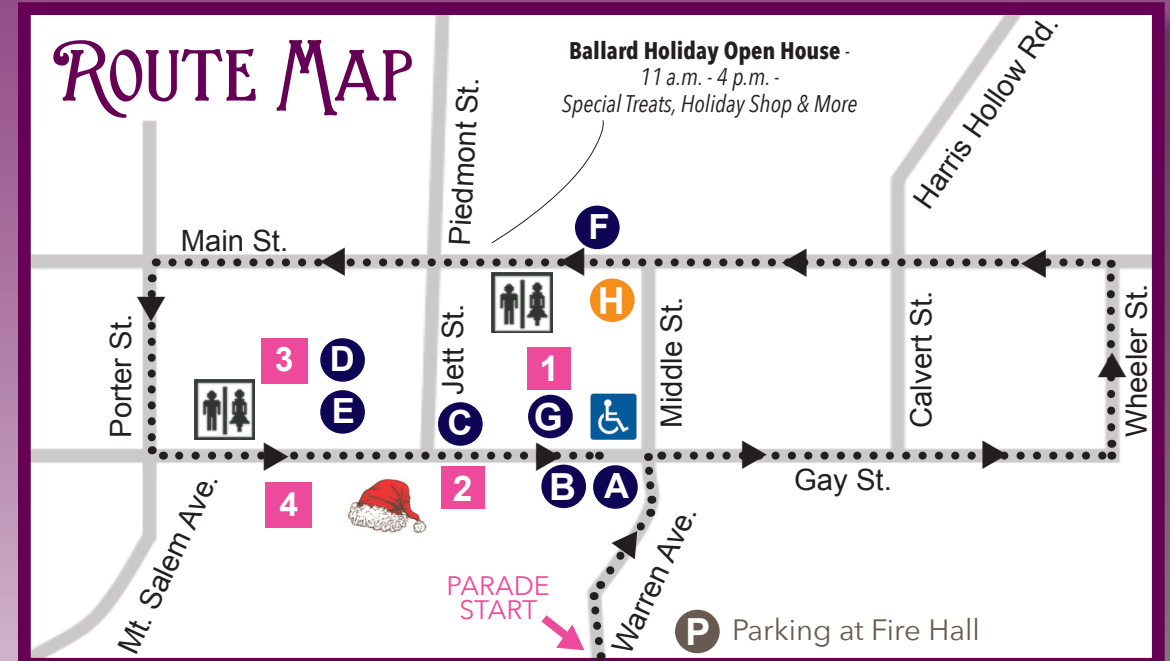 ROUTE MAP
Ballard Holiday Open House -
11 a.m. - 4 p.m. -
Special Treats, Holiday Shop & More
Harris Hollow Rd.
Piedmont St.
Main St.
F
H
Porter St.
3
D
E
Jett St.
1
C
G
Middle St.
Calvert St.
Wheeler St.
4
2
B
A
Gay St.
Mt. Salem Ave.
PARADE
START
Warren Ave.
P
Parking at Fire Hall